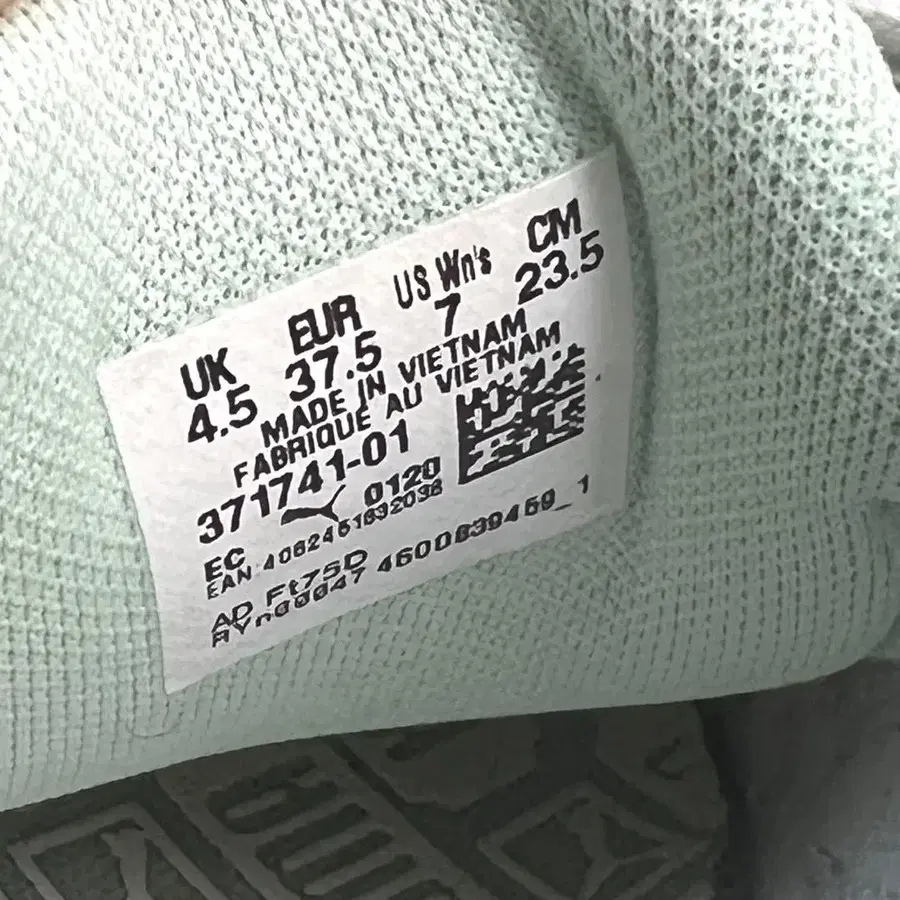 UK EUR US Wn's CM
4.5 37.5 7 23.5
MADE IN VIETNAM
FABRIQUE AU VIETNAM
371741-01
EC 0120
EAN
AD Ft75D